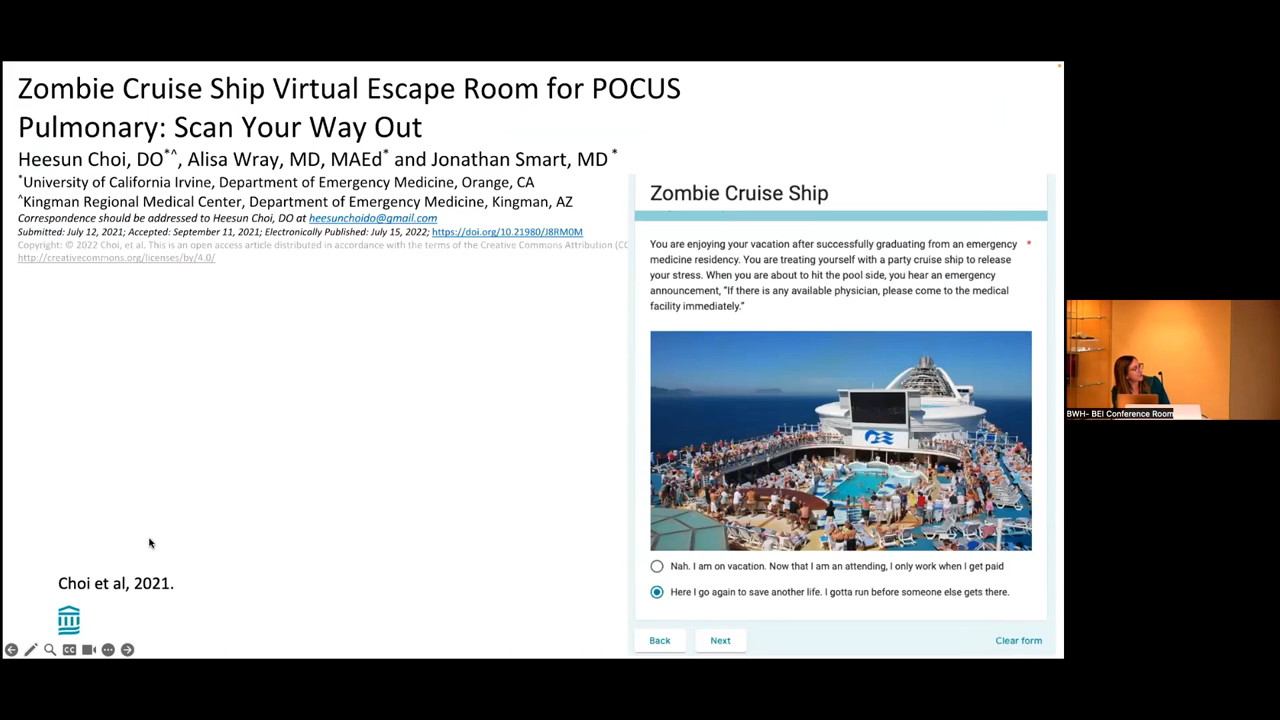 Zombie Cruise Ship Virtual Escape Room for POCUS
Pulmonary: Scan Your Way Out
Heesun Choi, DO*^, Alisa Wray, MD, MAEd* and Jonathan Smart, MD *
*University of California Irvine, Department of Emergency Medicine, Orange, CA
^Kingman Regional Medical Center, Department of Emergency Medicine, Kingman, AZ
Correspondence should be addressed to Heesun Choi, DO at heesunchoido@gmail.com
Submitted: July 12, 2021; Accepted: September 11, 2021; Electronically Published: July 15, 2022; https://doi.org/10.21980/J8RM0M
Copyright: © 2022 Choi, et al. This is an open access article distributed in accordance with the terms of the Creative Commons Attribution (CC
http://creativecommons.org/licenses/by/4.0/
Zombie Cruise Ship
You are enjoying your vacation after successfully graduating from an emergency *
medicine residency. You are treating yourself with a party cruise ship to release
your stress. When you are about to hit the pool side, you hear an emergency
announcement, "If there is any available physician, please come to the medical
facility immediately."
Nah. I am on vacation. Now that I am an attending, I only work when I get paid
Here I go again to save another life. I gotta run before someone else gets there.
Back
Next
Clear form
Choi et al, 2021.
CC
BWH- BEI Conference Room